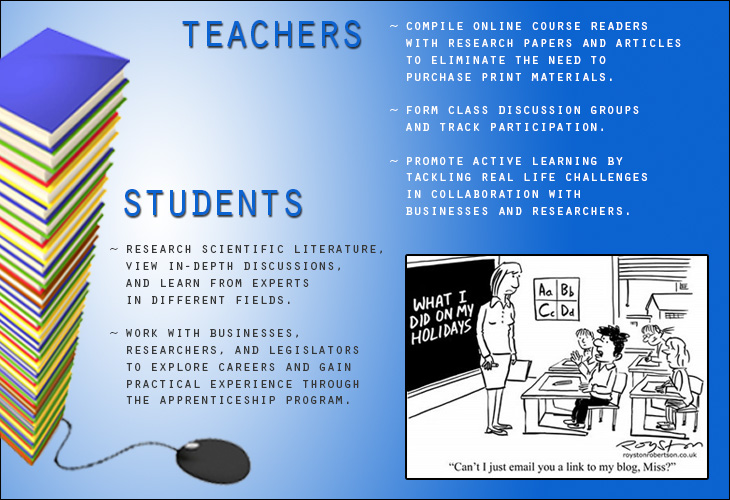 TEACHERS
~ COMPILE ONLINE COURSE READERS
WITH RESEARCH PAPERS AND ARTICLES
TO ELIMINATE THE NEED TO
PURCHASE PRINT MATERIALS.
~ FORM CLASS DISCUSSION GROUPS
AND TRACK PARTICIPATION.
~ PROMOTE ACTIVE LEARNING BY
TACKLING REAL LIFE CHALLENGES
IN COLLABORATION WITH
BUSINESSES AND RESEARCHERS.
STUDENTS
~ RESEARCH SCIENTIFIC LITERATURE,
VIEW IN-DEPTH DISCUSSIONS,
AND LEARN FROM EXPERTS
IN DIFFERENT FIELDS.
~ WORK WITH BUSINESSES,
RESEARCHERS, AND LEGISLATORS
TO EXPLORE CAREERS AND GAIN
PRACTICAL EXPERIENCE THROUGH
THE APPRENTICESHIP PROGRAM.
WHAT I
DID ON MY
HOLIDAYS
Aa Bb
Cc Dd
ROYSTON
roystonrobertson.co.uk
"Can't I just email you a link to my blog, Miss?"